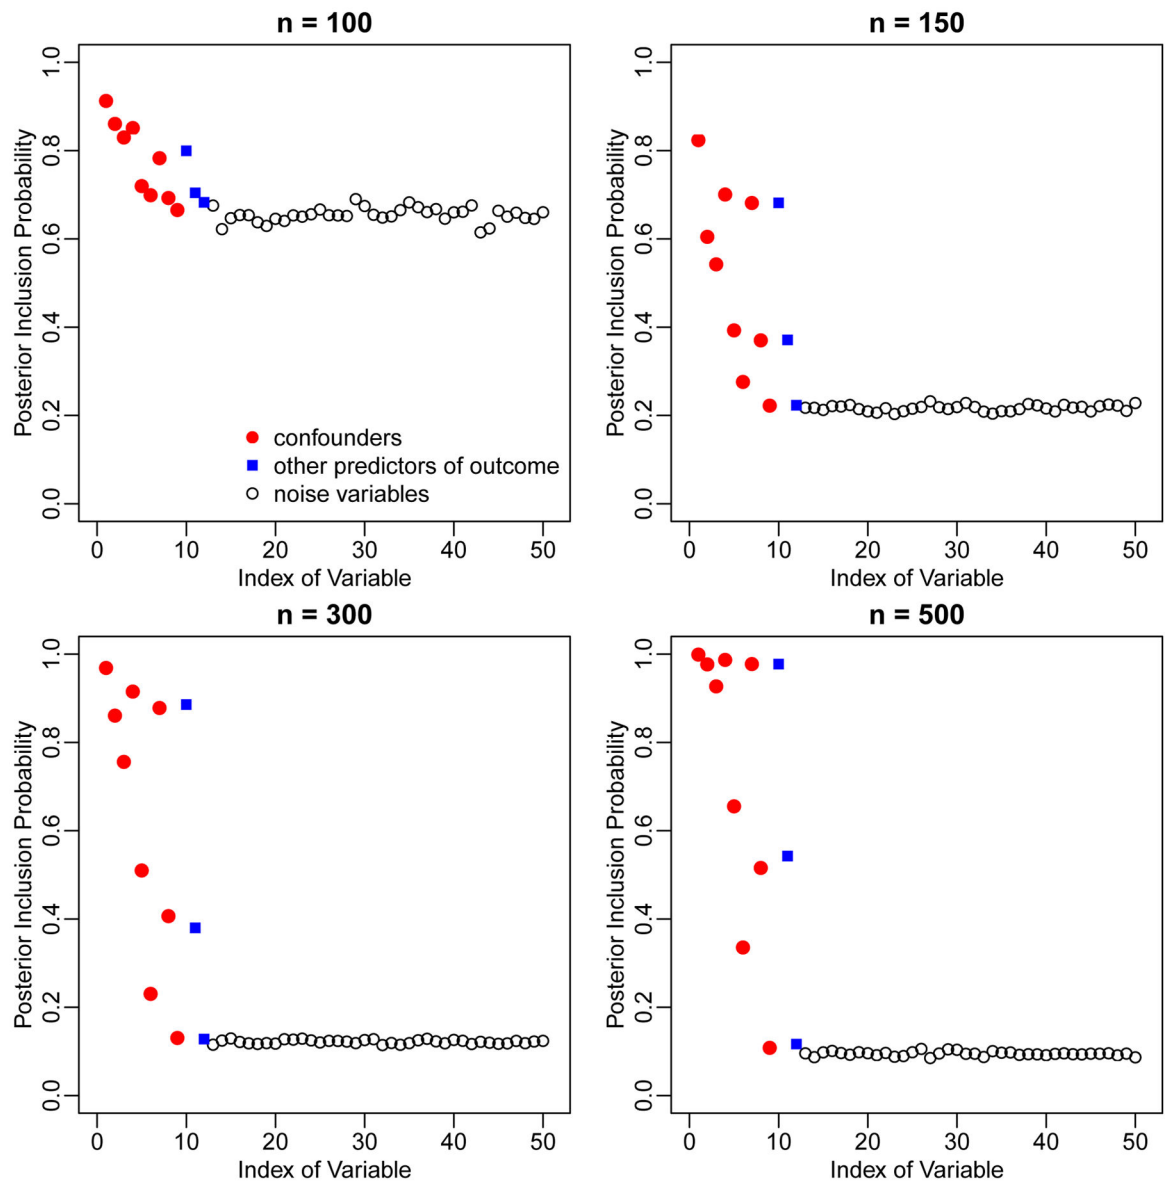 n = 100
Posterior Inclusion Probability
1.0
0.8
0.6
0.4
0.2
0.0
confounders
other predictors of outcome
noise variables
0 10 20 30 40 50
Index of Variable
n = 150
Posterior Inclusion Probability
1.0
0.8
0.6
0.4
0.2
0.0
0 10 20 30 40 50
Index of Variable
n = 300
Posterior Inclusion Probability
1.0
0.8
0.6
0.4
0.2
0.0
0 10 20 30 40 50
Index of Variable
n = 500
Posterior Inclusion Probability
1.0
0.8
0.6
0.4
0.2
0.0
0 10 20 30 40 50
Index of Variable